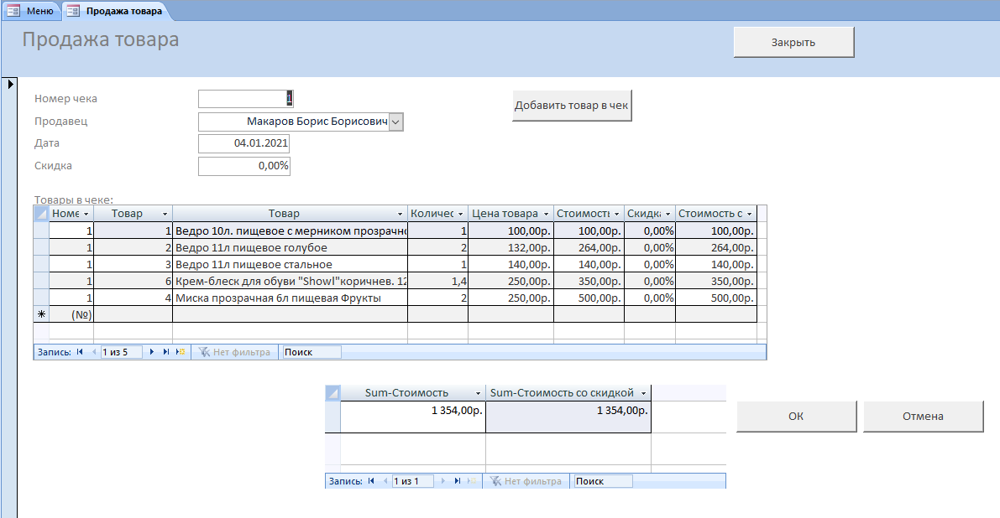 Меню Продажа товара
Продажа товара Закрыть
Номер чека 1 Добавить товар в чек
Продавец Макаров Борис Борисович
Дата 04.01.2021
Скидка 0,00%
Товары в чеке:
Номе Товар Товар Количес Цена товара Стоимость Скидка Стоимость с
1 1 Ведро 10л. пищевое с мерником прозрачно 1 100,00р. 100,00р. 0,00% 100,00р.
1 2 Ведро 11л пищевое голубое 2 132,00р. 264,00р. 0,00% 264,00р.
1 3 Ведро 11л пищевое стальное 1 140,00р. 140,00р. 0,00% 140,00р.
1 6 Крем-блеск для обуви "Showl"коричнев. 12 1,4 250,00р. 350,00р. 0,00% 350,00р.
1 4 Миска прозрачная 6л пищевая Фрукты 2 250,00р. 500,00р. 0,00% 500,00р.
* (№)
Запись: 1 из 5 Нет фильтра Поиск
Sum-Стоимость Sum-Стоимость со скидкой
1 354,00р. 1 354,00р.
ОК Отмена
Запись: 1 из 1 Нет фильтра Поиск